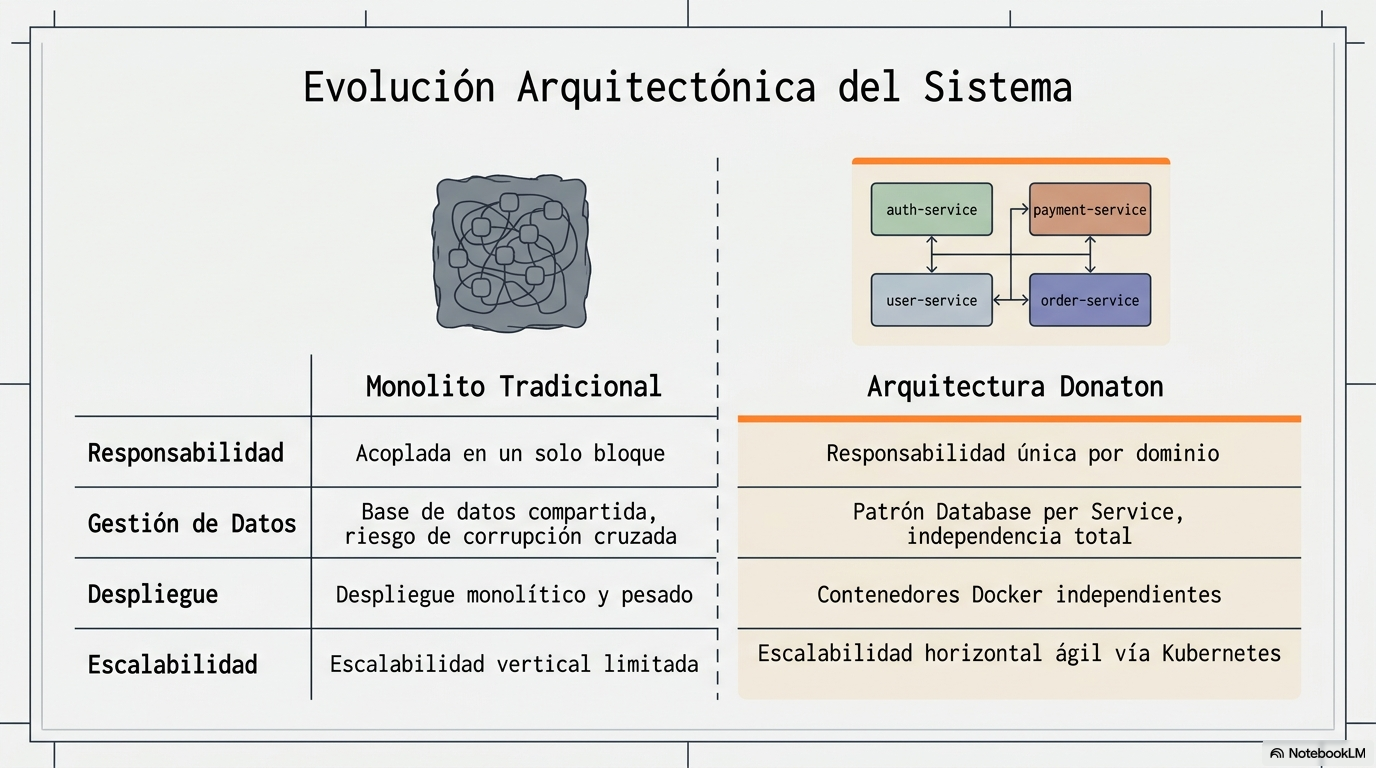 Evolución Arquitectónica del Sistema
auth-service
payment-service
user-service
order-service
Monolito Tradicional
Arquitectura Donaton
Responsabilidad
Acoplada en un solo bloque
Responsabilidad única por dominio
Gestión de Datos
Base de datos compartida,
riesgo de corrupción cruzada
Patrón Database per Service,
independencia total
Despliegue
Despliegue monolítico y pesado
Contenedores Docker independientes
Escalabilidad
Escalabilidad vertical limitada
Escalabilidad horizontal ágil vía Kubernetes
NotebookLM